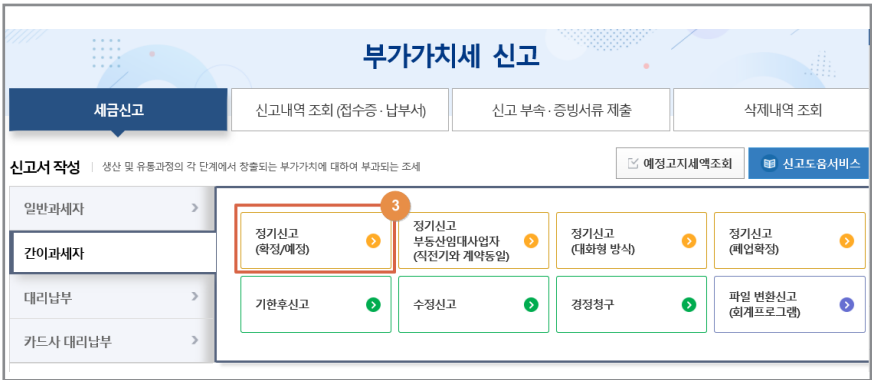 부가가치세 신고
세금신고
신고내역 조회 (접수증 · 납부서)
신고 부속 · 증빙서류 제출
삭제내역 조회
신고서 작성
생산 및 유통과정의 각 단계에서 창출되는 부가가치에 대하여 부과되는 조세
예정고지세액조회
신고도움서비스
일반과세자
간이과세자
대리납부
카드사 대리납부
3
정기신고
(확정/예정)
정기신고
부동산임대사업자
(직전기와 계약동일)
정기신고
(대화형 방식)
정기신고
(폐업확정)
기한후신고
수정신고
경정청구
파일 변환신고
(회계프로그램)